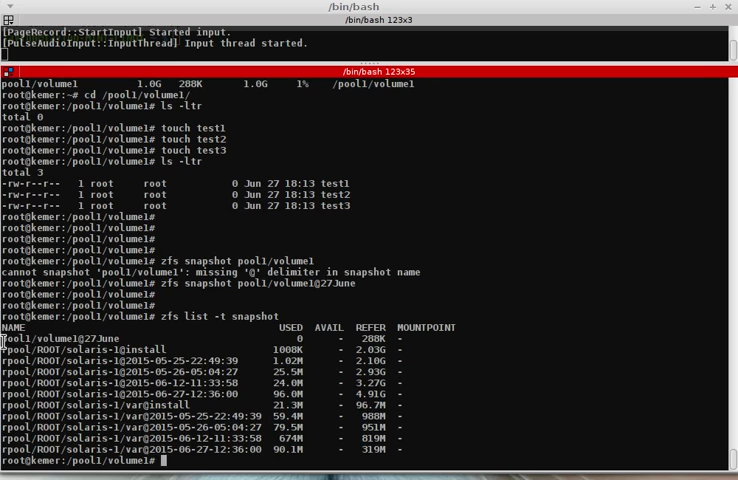 /bin/bash
/bin/bash 123x3
[PageRecord::StartInput] Started input.
[PulseAudioInput::InputThread] Input thread started.
/bin/bash 123x35
pool1/volume1 1.0G 288K 1.0G 1% /pool1/volume1
root@kemer:~# cd /pool1/volume1/
root@kemer:/pool1/volume1# ls -ltr
total 0
root@kemer:/pool1/volume1# touch test1
root@kemer:/pool1/volume1# touch test2
root@kemer:/pool1/volume1# touch test3
root@kemer:/pool1/volume1# ls -ltr
total 3
-rw-r--r-- 1 root root 0 Jun 27 18:13 test1
-rw-r--r-- 1 root root 0 Jun 27 18:13 test2
-rw-r--r-- 1 root root 0 Jun 27 18:13 test3
root@kemer:/pool1/volume1#
root@kemer:/pool1/volume1#
root@kemer:/pool1/volume1#
root@kemer:/pool1/volume1#
root@kemer:/pool1/volume1# zfs snapshot pool1/volume1
cannot snapshot 'pool1/volume1': missing '@' delimiter in snapshot name
root@kemer:/pool1/volume1# zfs snapshot pool1/volume1@27June
root@kemer:/pool1/volume1#
root@kemer:/pool1/volume1#
root@kemer:/pool1/volume1# zfs list -t snapshot
NAME USED AVAIL REFER MOUNTPOINT
pool1/volume1@27June 0 - 288K -
rpool/ROOT/solaris-1@install 1008K - 2.03G -
rpool/ROOT/solaris-1@2015-05-25-22:49:39 1.02M - 2.10G -
rpool/ROOT/solaris-1@2015-05-26-05:04:27 25.5M - 2.93G -
rpool/ROOT/solaris-1@2015-06-12-11:33:58 24.0M - 3.27G -
rpool/ROOT/solaris-1@2015-06-27-12:36:00 96.0M - 4.91G -
rpool/ROOT/solaris-1/var@install 21.3M - 96.7M -
rpool/ROOT/solaris-1/var@2015-05-25-22:49:39 59.4M - 988M -
rpool/ROOT/solaris-1/var@2015-05-26-05:04:27 79.5M - 951M -
rpool/ROOT/solaris-1/var@2015-06-12-11:33:58 674M - 819M -
rpool/ROOT/solaris-1/var@2015-06-27-12:36:00 90.1M - 319M -
root@kemer:/pool1/volume1#